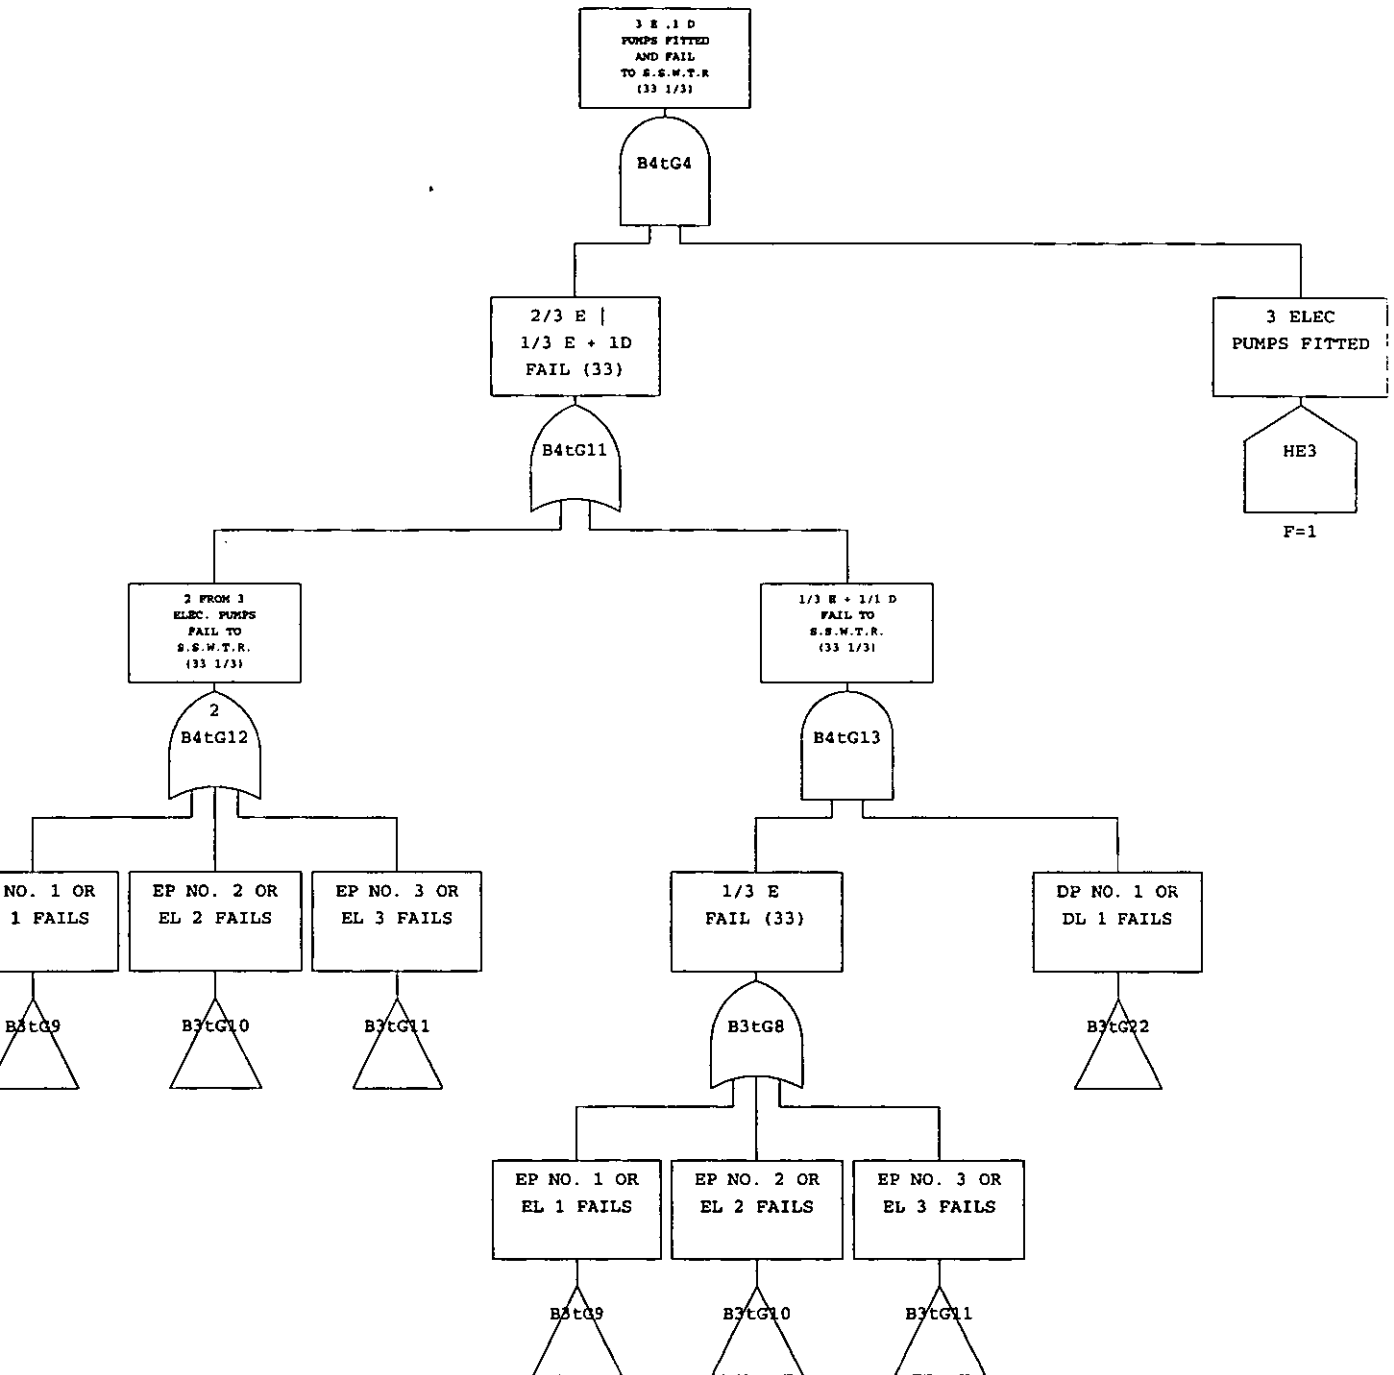 3 E .1 D
PUMPS FITTED
AND FAIL
TO S.S.W.T.R
(33 1/3)
B4tG4
2/3 E |
1/3 E + 1D
FAIL (33)
3 ELEC
PUMPS FITTED
B4tG11
HE3
F=1
2 FROM 3
ELEC. PUMPS
FAIL TO
S.S.W.T.R.
(33 1/3)
1/3 E + 1/1 D
FAIL TO
S.S.W.T.R.
(33 1/3)
2
B4tG12
B4tG13
NO. 1 OR
1 FAILS
EP NO. 2 OR
EL 2 FAILS
EP NO. 3 OR
EL 3 FAILS
1/3 E
FAIL (33)
DP NO. 1 OR
DL 1 FAILS
B3tG9
B3tG10
B3tG11
B3tG8
B3tG22
EP NO. 1 OR
EL 1 FAILS
EP NO. 2 OR
EL 2 FAILS
EP NO. 3 OR
EL 3 FAILS
B3tG9
B3tG10
B3tG11